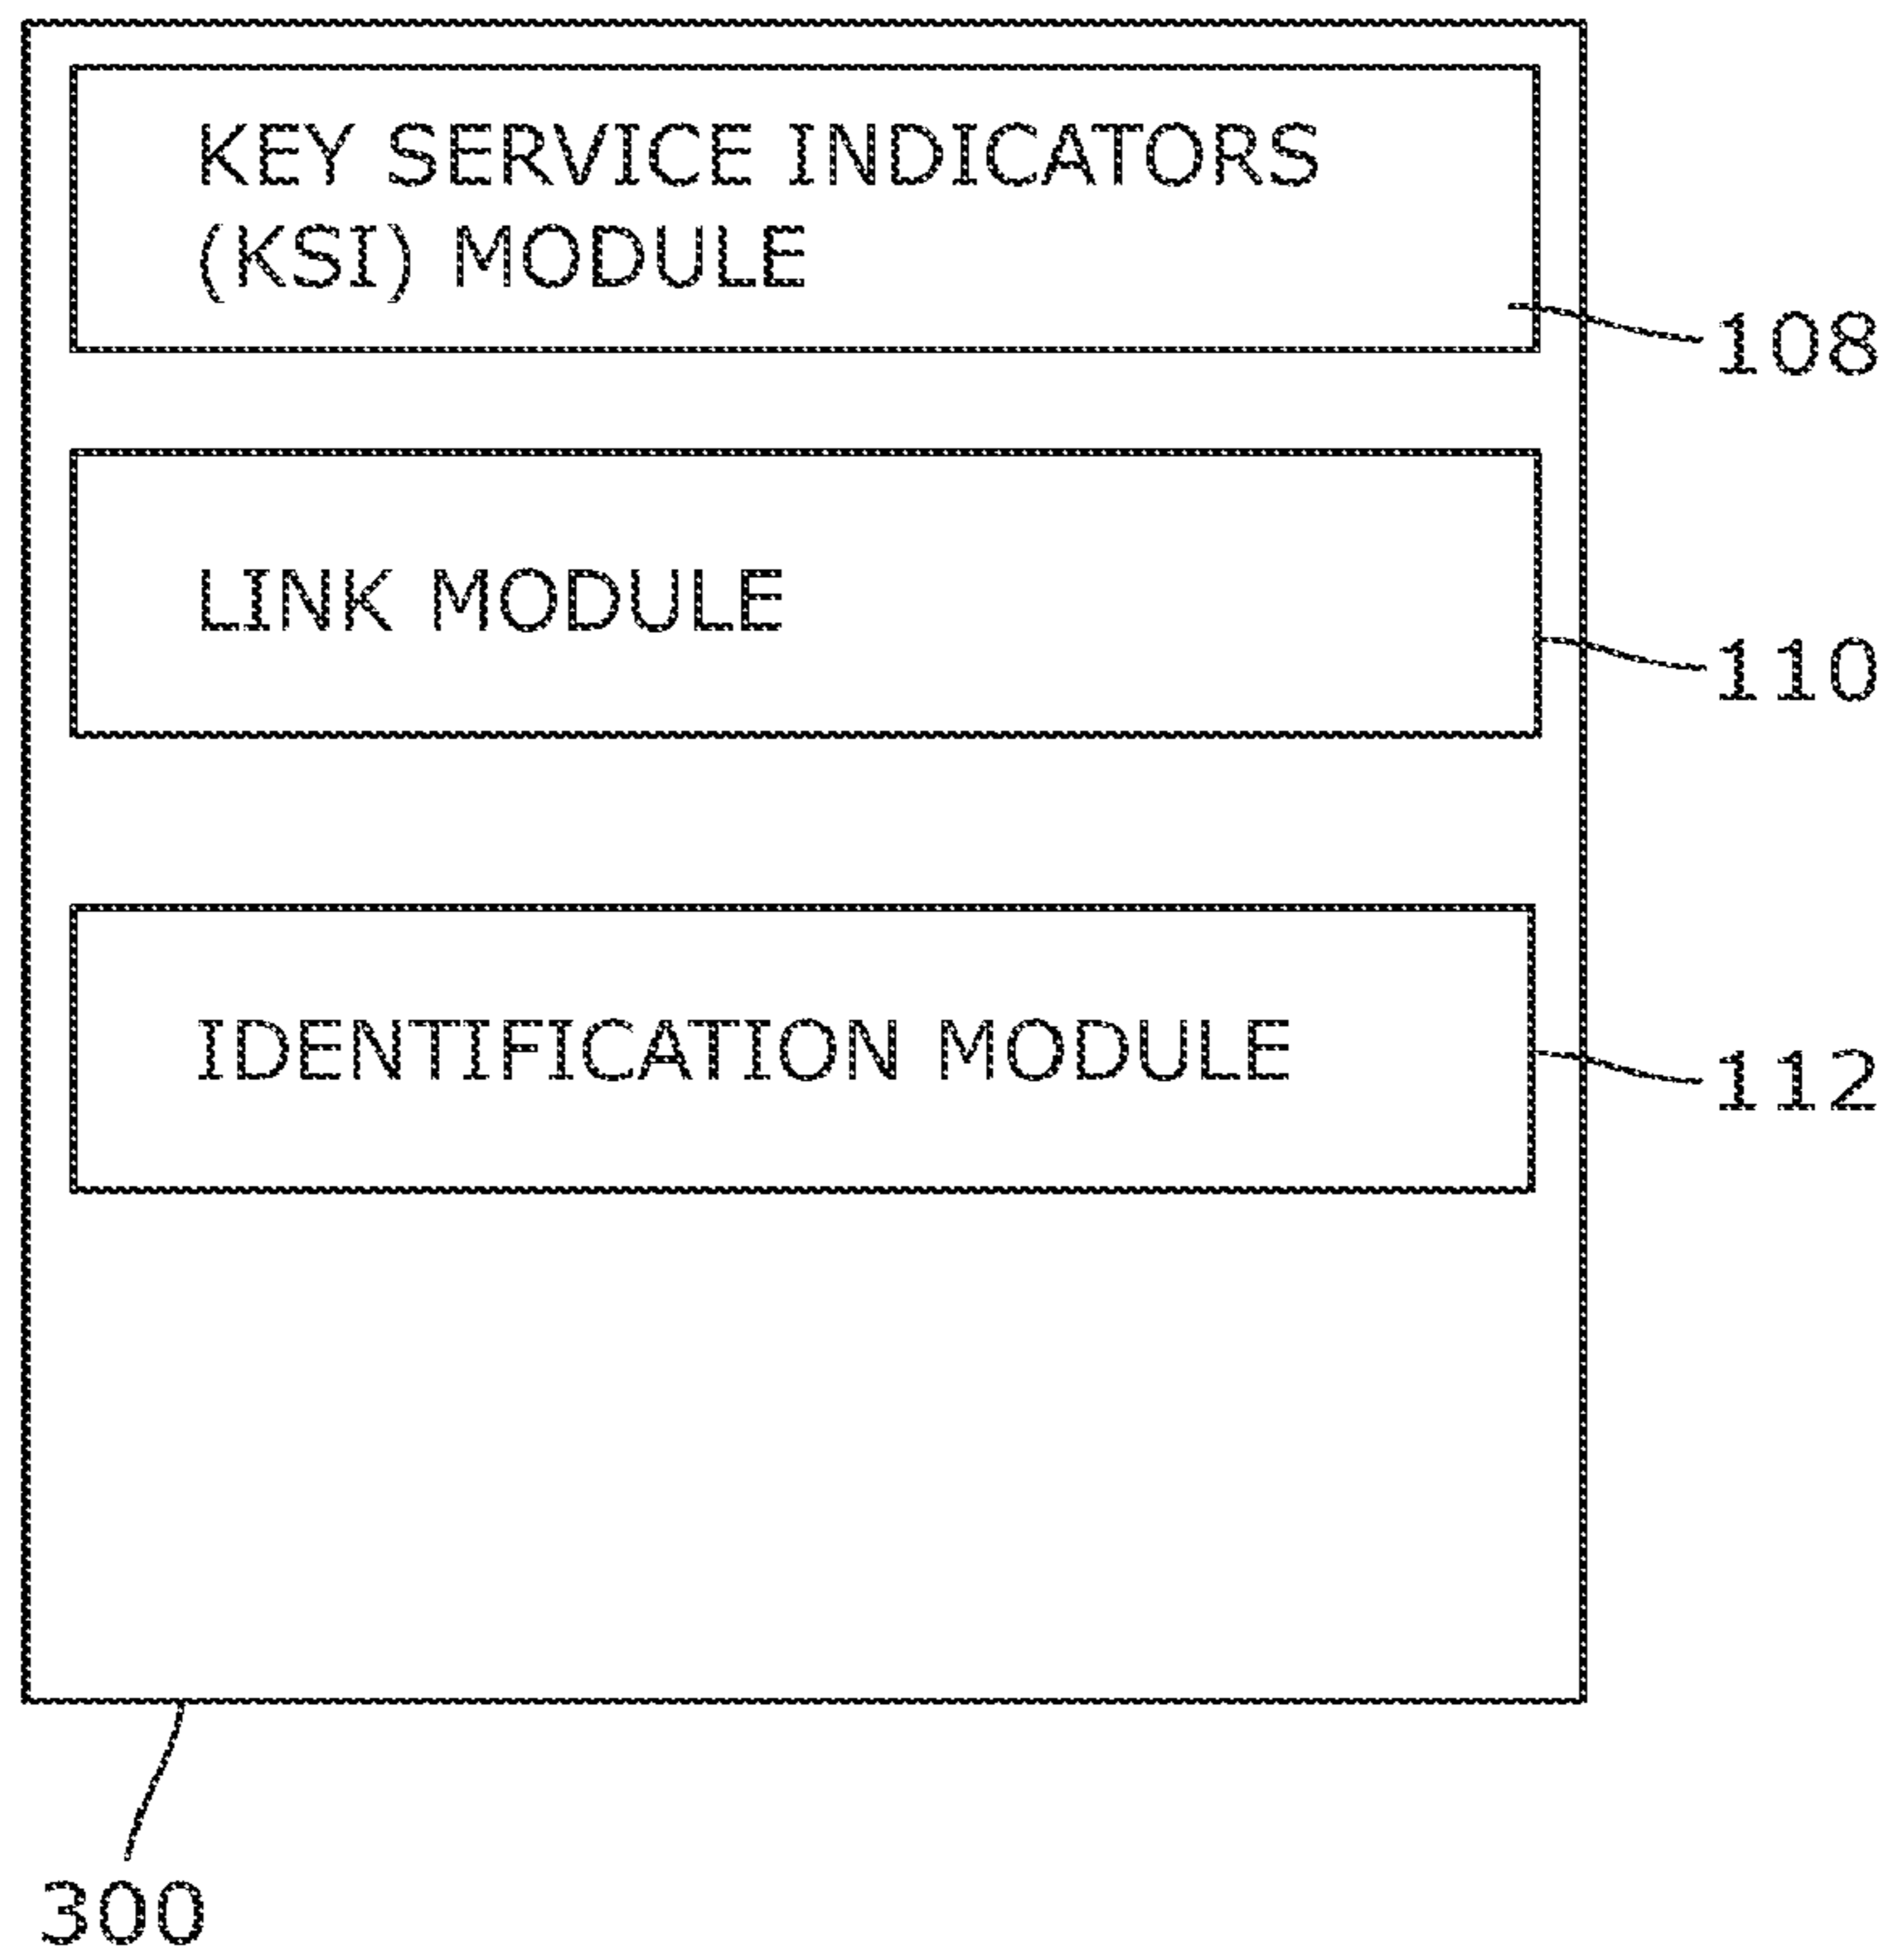 KEY SERVICE INDICATORS
(KSI) MODULE
108
LINK MODULE
110
IDENTIFICATION MODULE
112
300